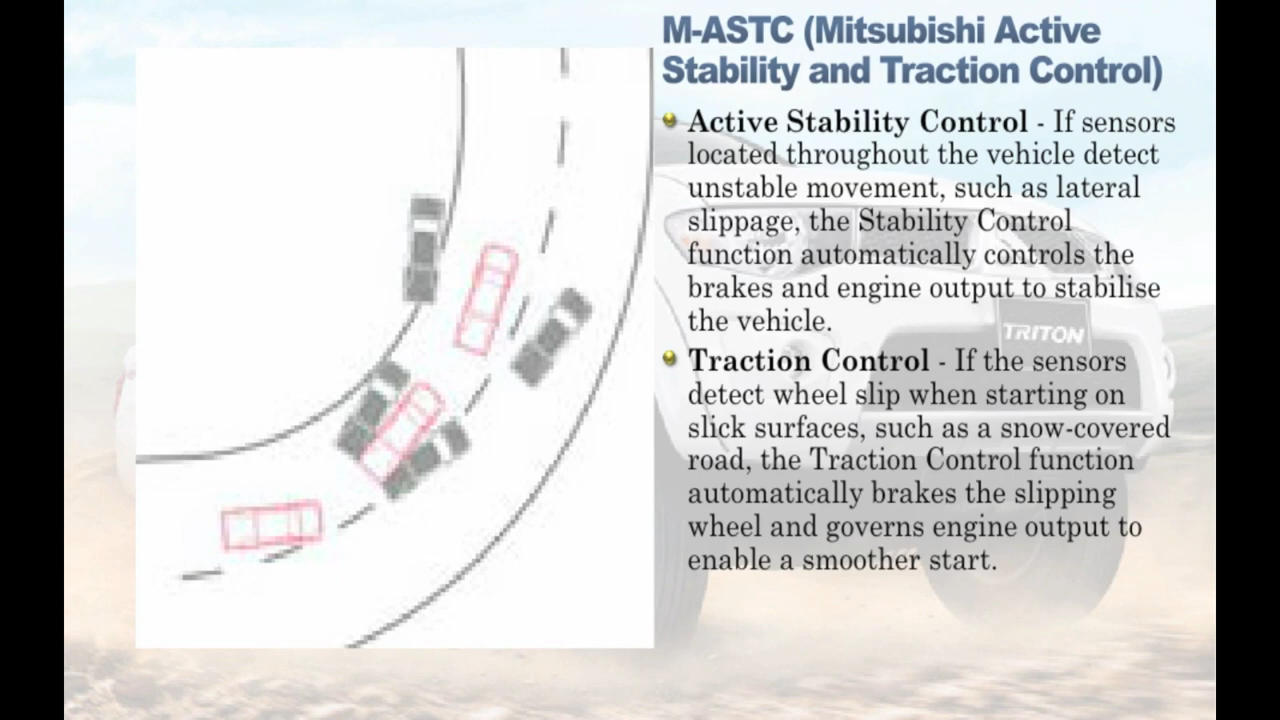 M-ASTC (Mitsubishi Active
Stability and Traction Control)
Active Stability Control - If sensors
located throughout the vehicle detect
unstable movement, such as lateral
slippage, the Stability Control
function automatically controls the
brakes and engine output to stabilise
the vehicle.
TRITON
Traction Control - If the sensors
detect wheel slip when starting on
slick surfaces, such as a snow-covered
road, the Traction Control function
automatically brakes the slipping
wheel and governs engine output to
enable a smoother start.